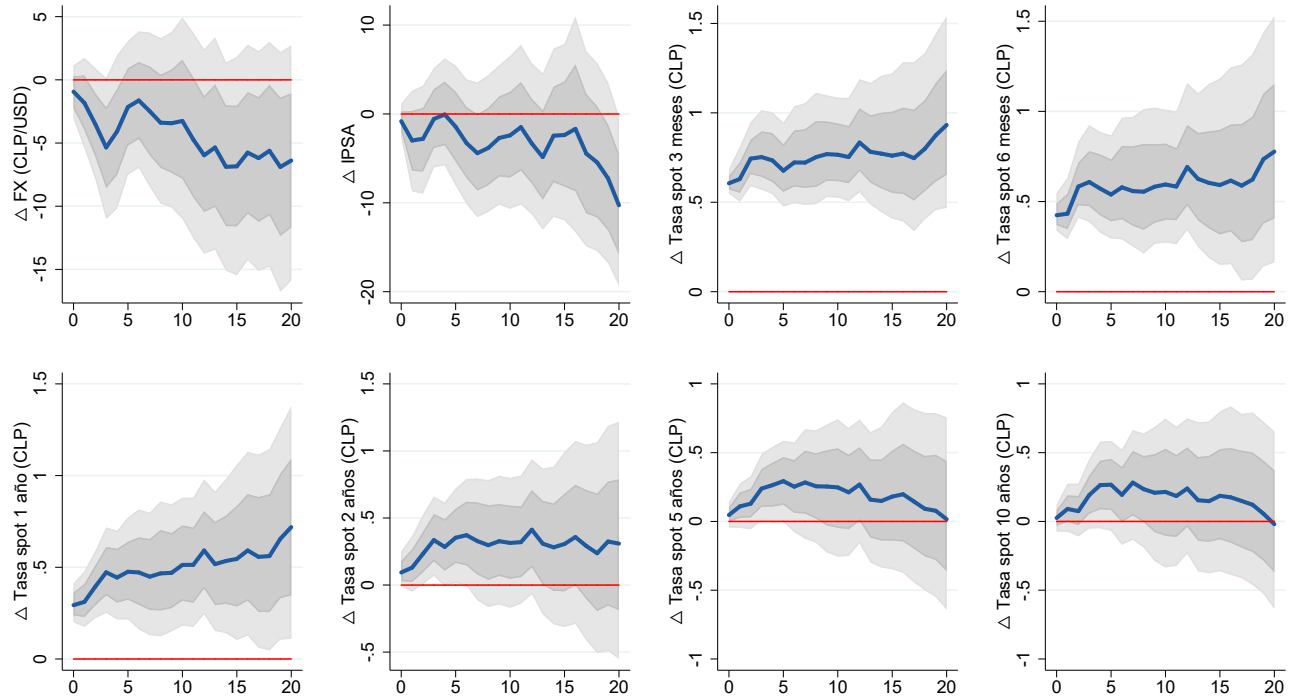 △ FX (CLP/USD)
5
0
-5
-10
-15
0 5 10 15 20
△ IPSA
10
0
-10
-20
0 5 10 15 20
△ Tasa spot 3 meses (CLP)
1.5
1
.5
0
0 5 10 15 20
△ Tasa spot 6 meses (CLP)
1.5
1
.5
0
0 5 10 15 20
△ Tasa spot 1 año (CLP)
1.5
1
.5
0
0 5 10 15 20
△ Tasa spot 2 años (CLP)
1.5
1
.5
0
-.5
0 5 10 15 20
△ Tasa spot 5 años (CLP)
1
.5
0
-.5
-1
0 5 10 15 20
△ Tasa spot 10 años (CLP)
1
.5
0
-.5
-1
0 5 10 15 20